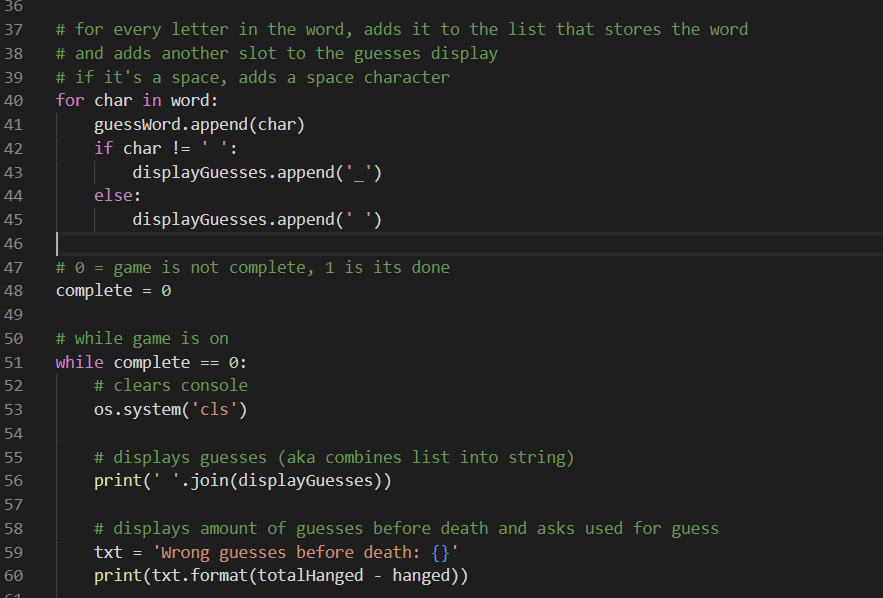 36
37 # for every letter in the word, adds it to the list that stores the word
38 # and adds another slot to the guesses display
39 # if it's a space, adds a space character
40 for char in word:
41     guessWord.append(char)
42     if char != ' ':
43         displayGuesses.append('_')
44     else:
45         displayGuesses.append(' ')
46
47 # 0 = game is not complete, 1 is its done
48 complete = 0
49
50 # while game is on
51 while complete == 0:
52     # clears console
53     os.system('cls')
54
55     # displays guesses (aka combines list into string)
56     print(' '.join(displayGuesses))
57
58     # displays amount of guesses before death and asks used for guess
59     txt = 'Wrong guesses before death: {}'
60     print(txt.format(totalHanged - hanged))
61